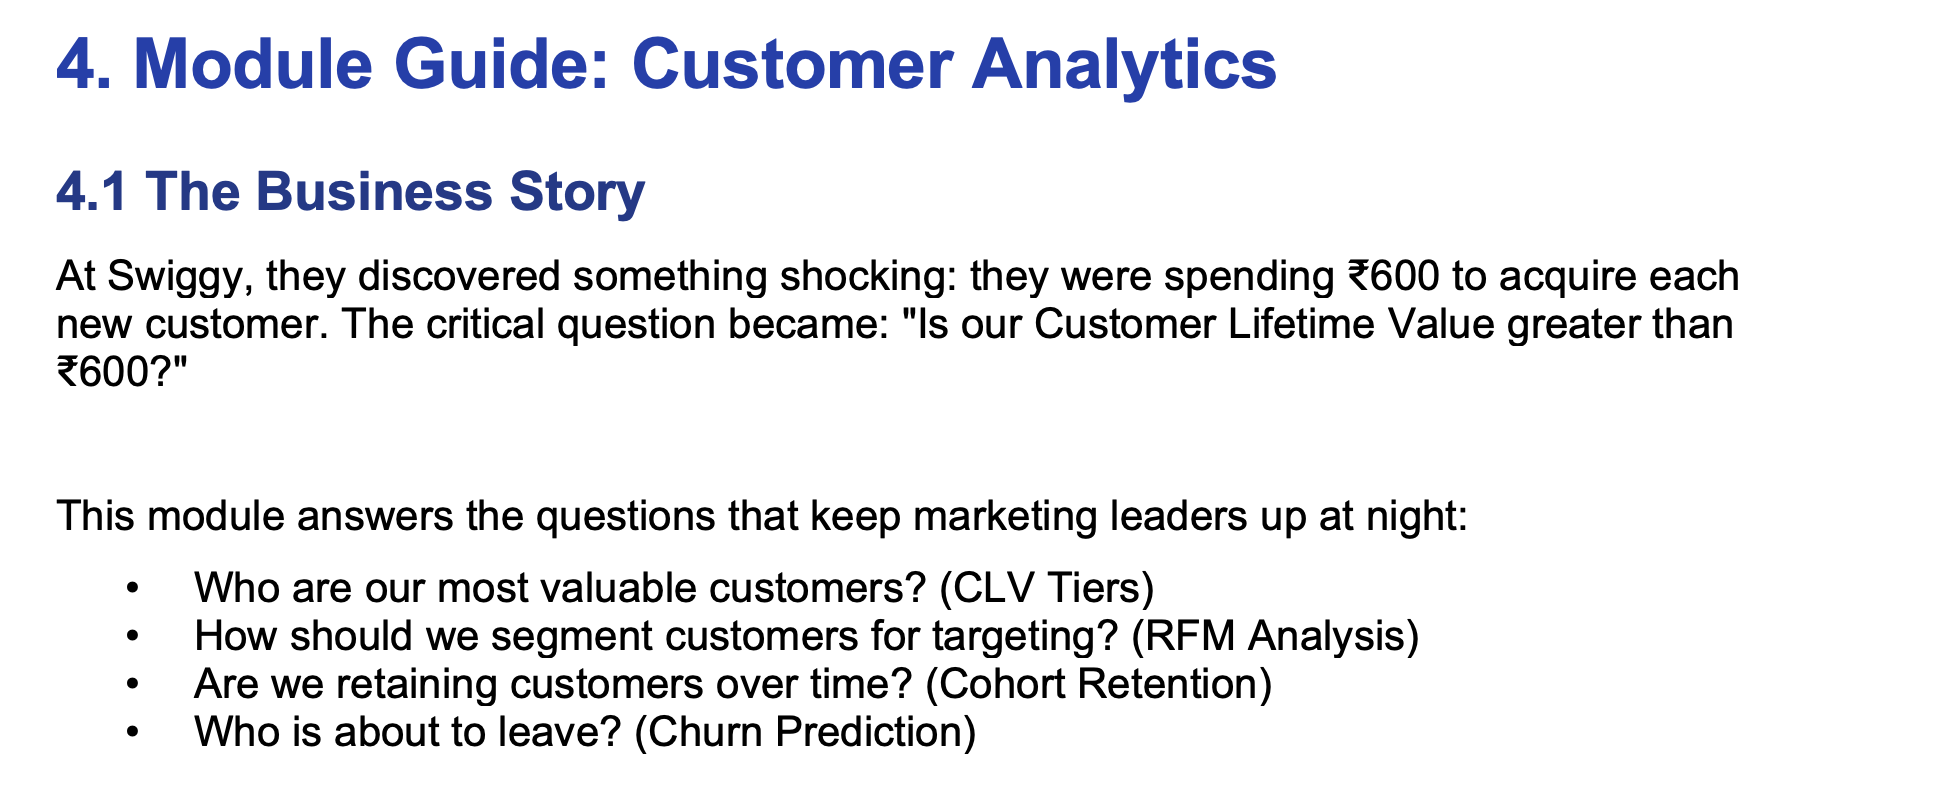 4. Module Guide: Customer Analytics
4.1 The Business Story
At Swiggy, they discovered something shocking: they were spending ₹600 to acquire each
new customer. The critical question became: "Is our Customer Lifetime Value greater than
₹600?"
This module answers the questions that keep marketing leaders up at night:
• Who are our most valuable customers? (CLV Tiers)
• How should we segment customers for targeting? (RFM Analysis)
• Are we retaining customers over time? (Cohort Retention)
• Who is about to leave? (Churn Prediction)